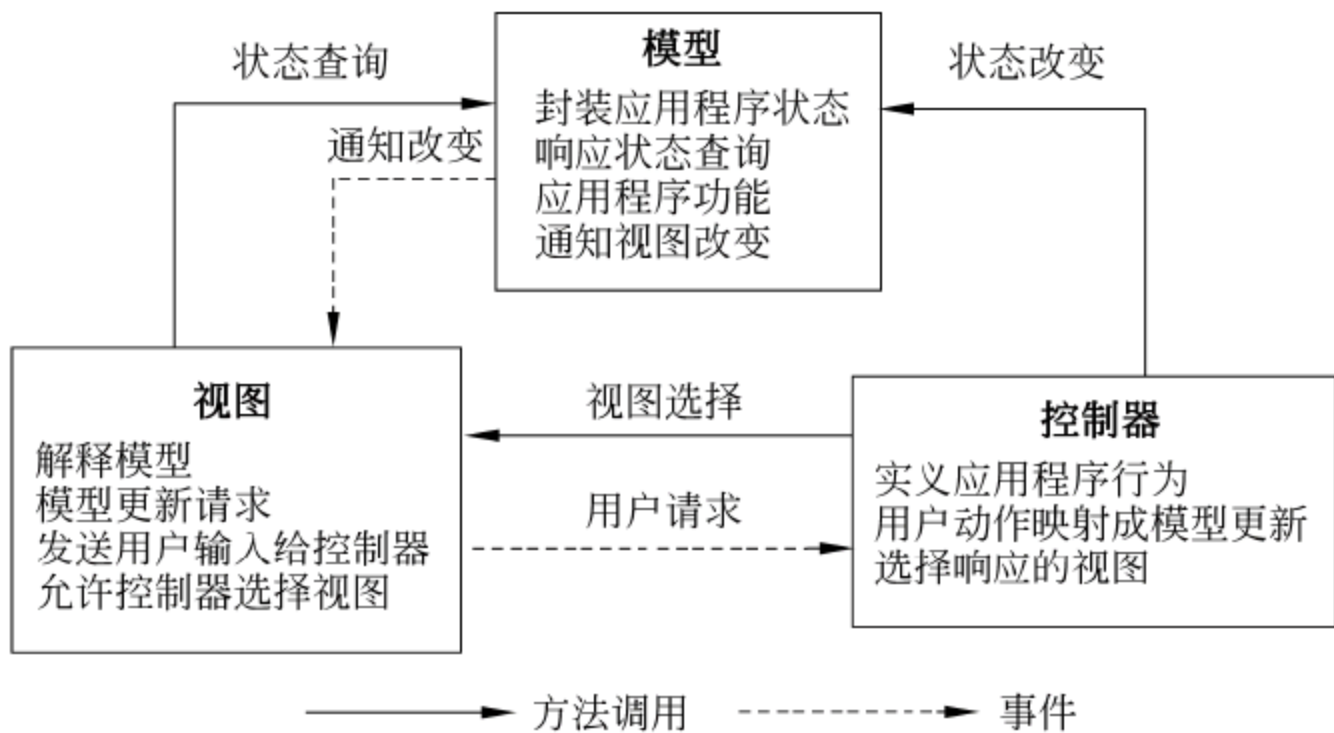 状态查询
模型
状态改变
封装应用程序状态
通知改变
响应状态查询
应用程序功能
通知视图改变
视图
视图选择
控制器
解释模型
模型更新请求
发送用户输入给控制器
允许控制器选择视图
用户请求
实义应用程序行为
用户动作映射成模型更新
选择响应的视图
方法调用
事件